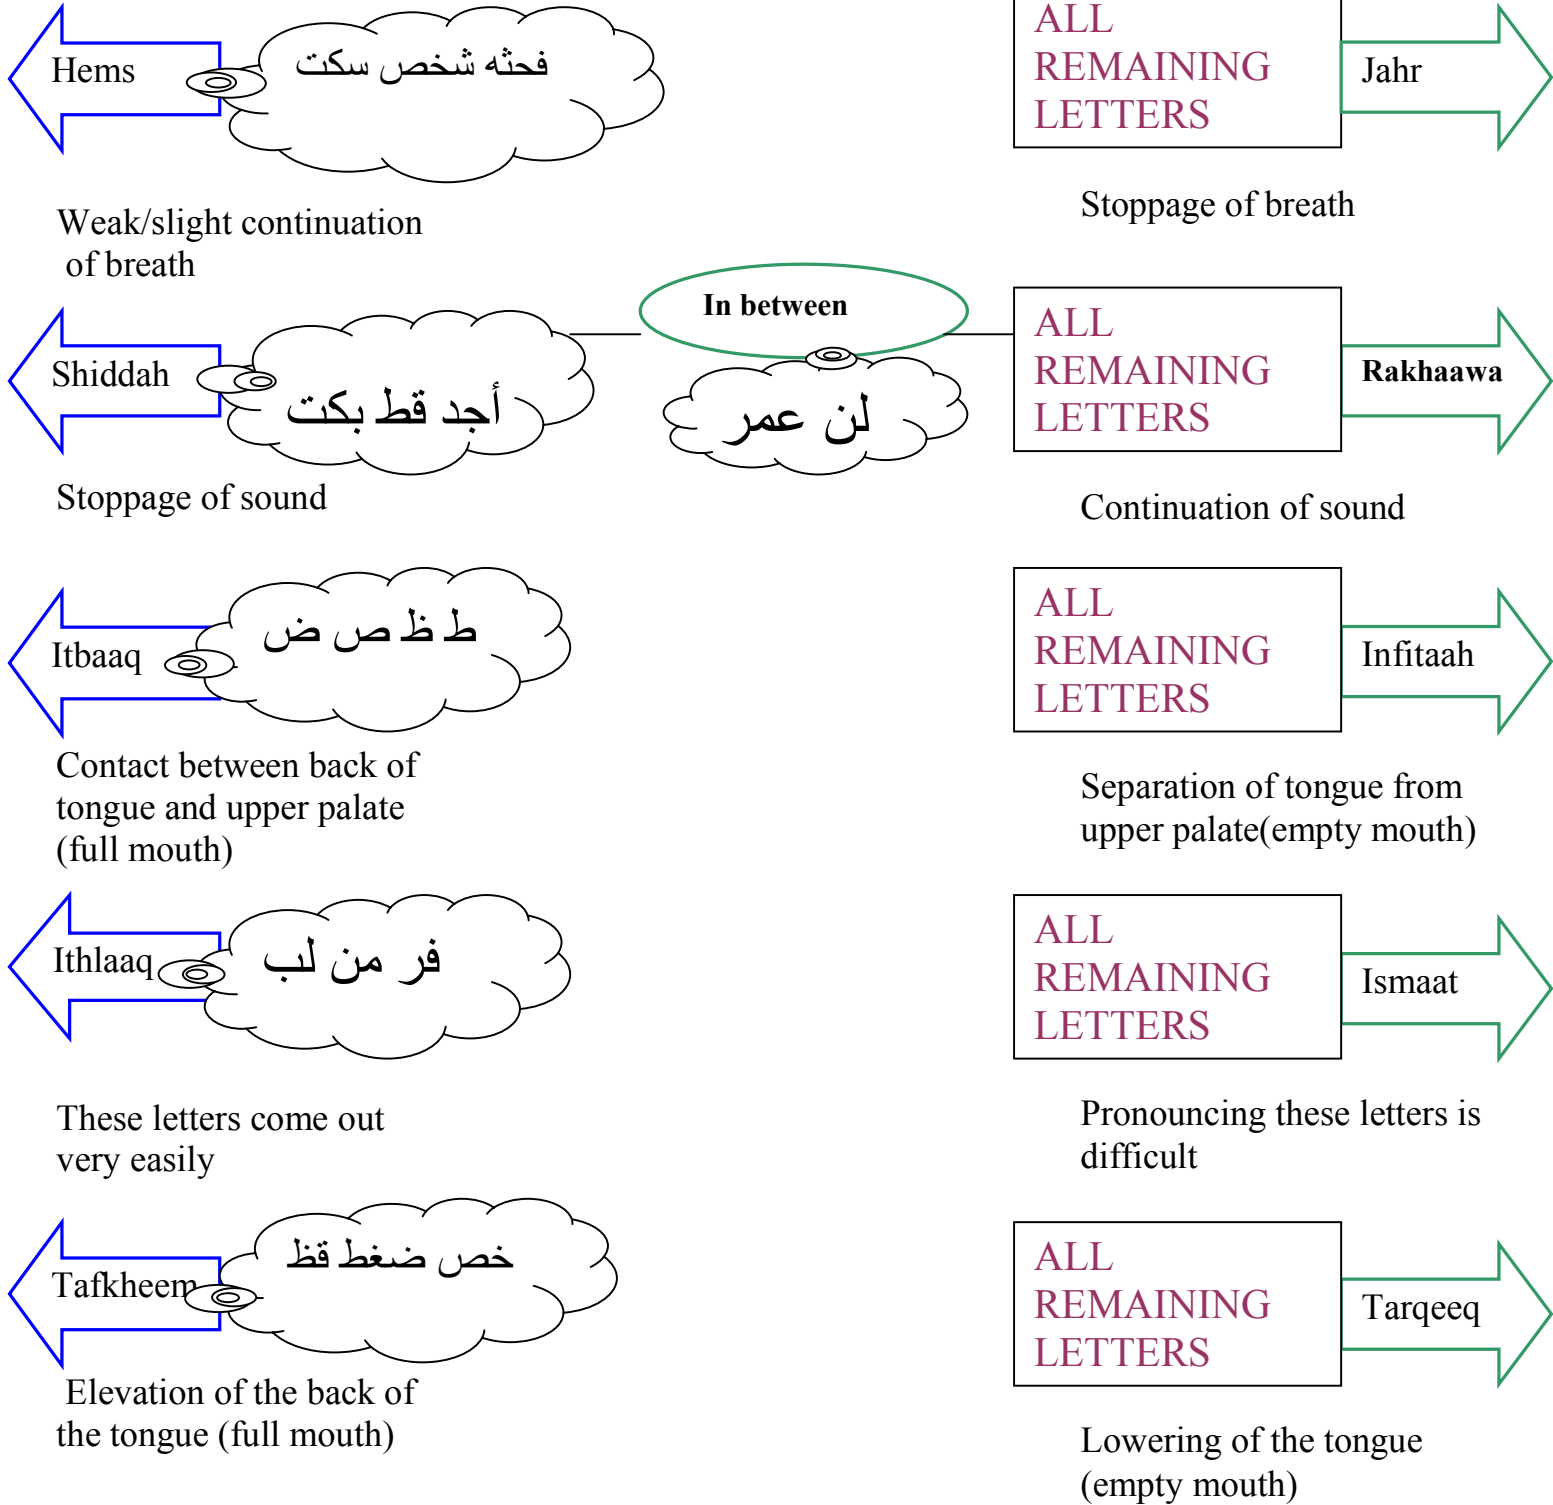 Hems
فحثه شخص سكت
ALL
REMAINING
LETTERS
Jahr
Weak/slight continuation
of breath
Stoppage of breath
Shiddah
أجد قط بكت
In between
لن عمر
ALL
REMAINING
LETTERS
Rakhaawa
Stoppage of sound
Continuation of sound
Itbaaq
ط ظ ص ض
ALL
REMAINING
LETTERS
Infitaah
Contact between back of
tongue and upper palate
(full mouth)
Separation of tongue from
upper palate(empty mouth)
Ithlaaq
فر من لب
ALL
REMAINING
LETTERS
Ismaat
These letters come out
very easily
Pronouncing these letters is
difficult
Tafkheem
خص ضغط قظ
ALL
REMAINING
LETTERS
Tarqeeq
Elevation of the back of
the tongue (full mouth)
Lowering of the tongue
(empty mouth)